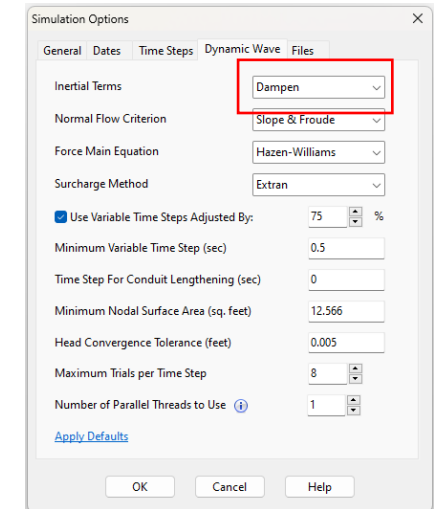 Simulation Options
General Dates Time Steps Dynamic Wave Files
Inertial Terms Dampen
Normal Flow Criterion Slope & Froude
Force Main Equation Hazen-Williams
Surcharge Method Extran
Use Variable Time Steps Adjusted By: 75 %
Minimum Variable Time Step (sec) 0.5
Time Step For Conduit Lengthening (sec) 0
Minimum Nodal Surface Area (sq. feet) 12.566
Head Convergence Tolerance (feet) 0.005
Maximum Trials per Time Step 8
Number of Parallel Threads to Use i 1
Apply Defaults
OK Cancel Help